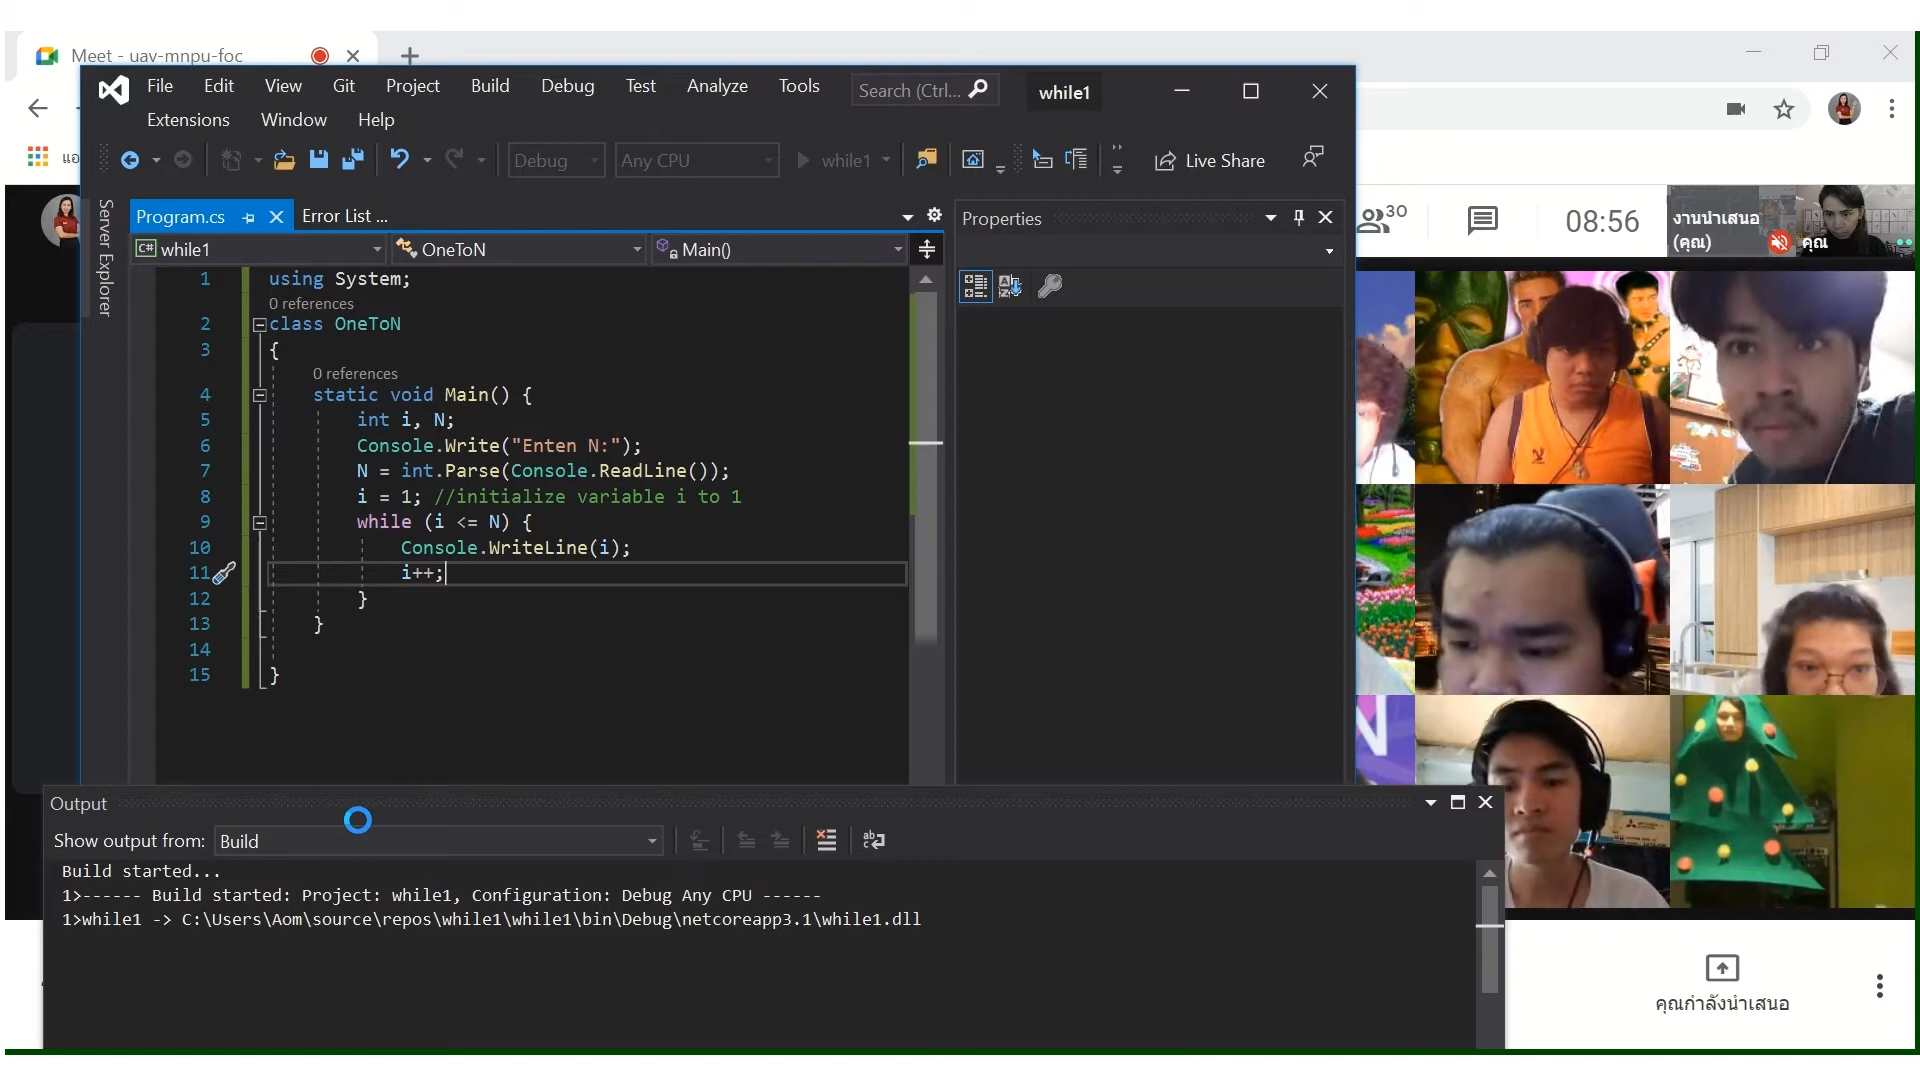 Meet - uav-mnpu-foc
แอ
File Edit View Git Project Build Debug Test Analyze Tools
Search (Ctrl...
while1
Extensions Window Help
Debug
Any CPU
while1
Live Share
Server Explorer
Program.cs
Error List ...
while1
OneToN
Main()
Properties
30
08:56
งานนำเสนอ
(คุณ)
คุณ
1 using System;
0 references
2 class OneToN
3 {
0 references
4 static void Main() {
5 int i, N;
6 Console.Write("Enten N:");
7 N = int.Parse(Console.ReadLine());
8 i = 1; //initialize variable i to 1
9 while (i <= N) {
10 Console.WriteLine(i);
11 i++;
12 }
13 }
14
15 }
Output
Show output from: Build
Build started...
1>------ Build started: Project: while1, Configuration: Debug Any CPU ------
1>while1 -> C:\Users\Aom\source\repos\while1\while1\bin\Debug\netcoreapp3.1\while1.dll
คุณกำลังนำเสนอ